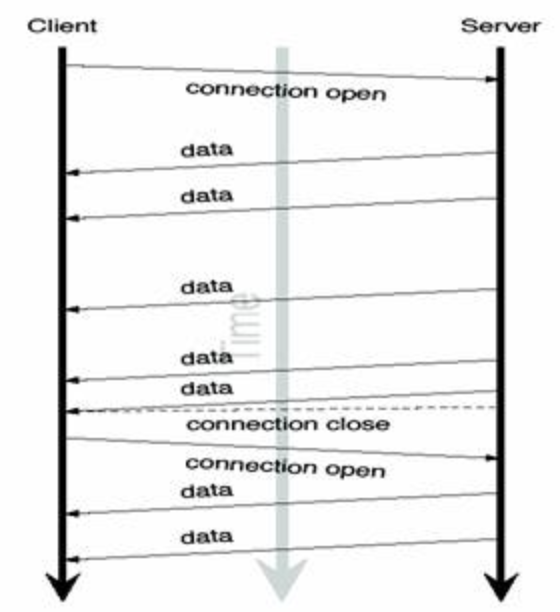 Client
Server
connection open
data
data
data
Time
data
data
connection close
connection open
data
data